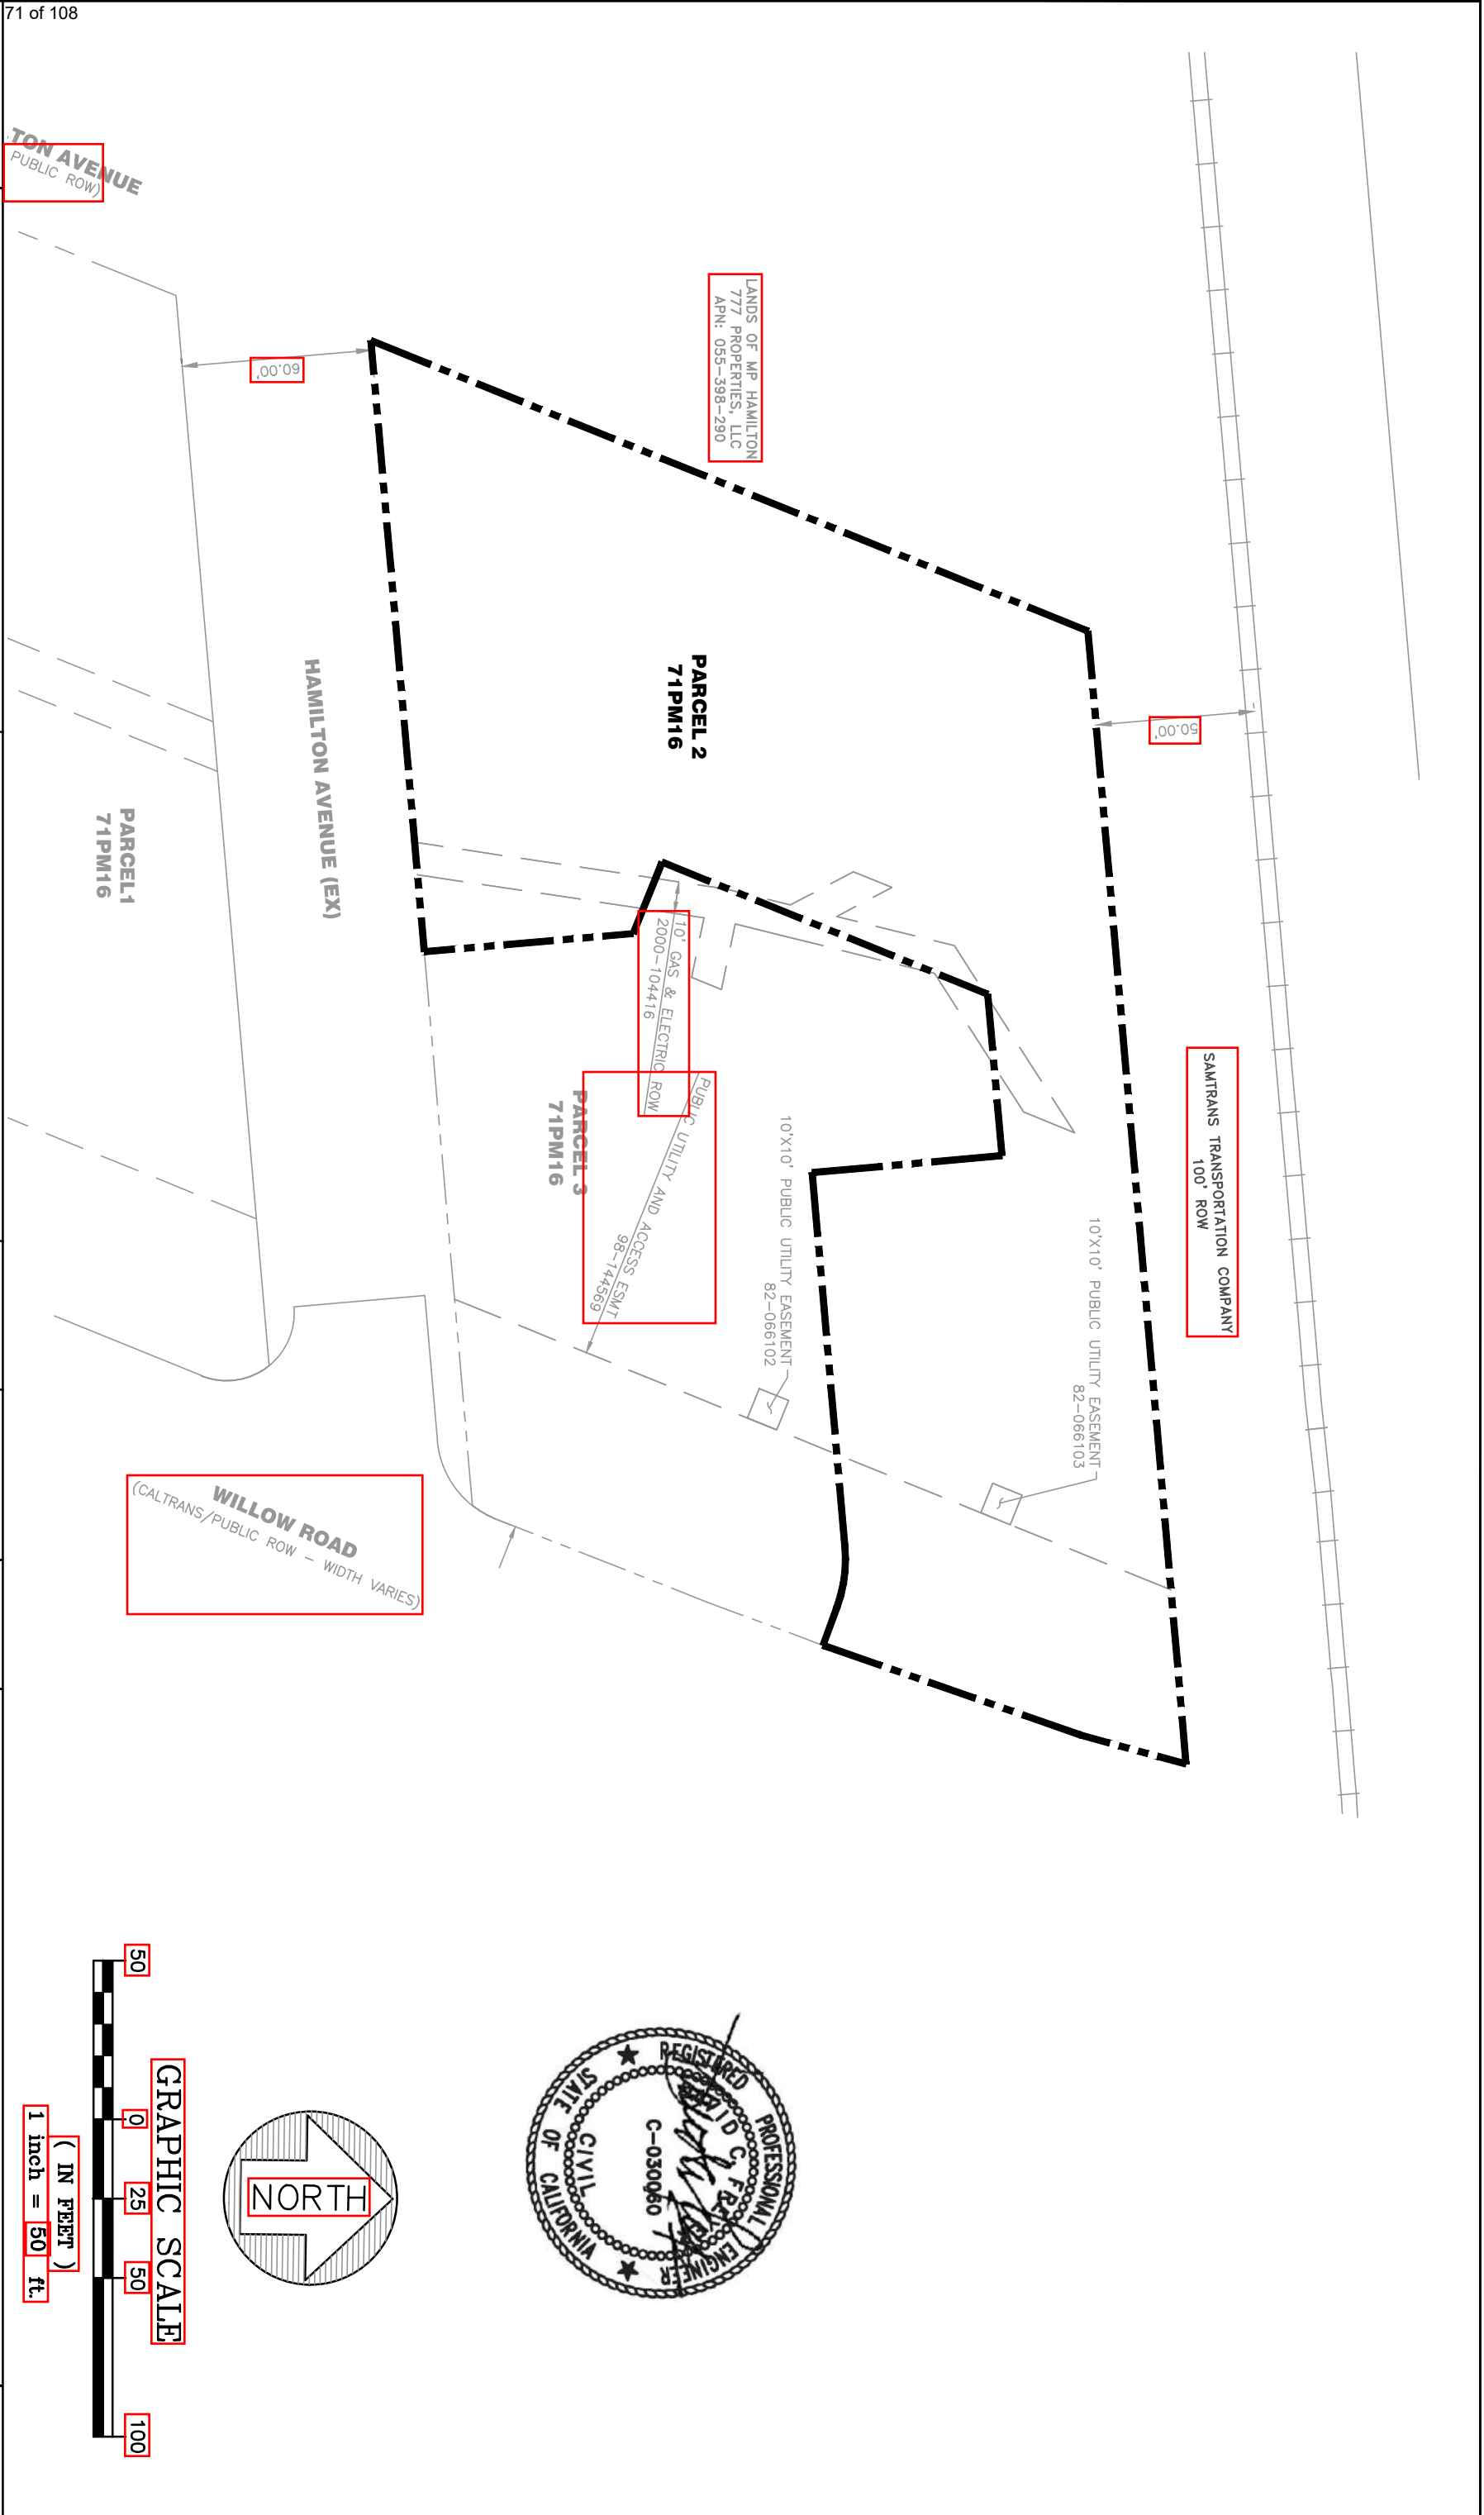 71 of 108
TON AVENUE
PUBLIC ROW)
LANDS OF MP HAMILTON
777 PROPERTIES, LLC
APN: 055-398-290
60.00'
50.00'
PARCEL 2
71PM16
HAMILTON AVENUE (EX)
PARCEL1
71PM16
10' GAS & ELECTRIC ROW
2000-104416
PARCEL 3
71PM16
PUBLIC UTILITY AND ACCESS ESMT
98-144569
10'X10' PUBLIC UTILITY EASEMENT
82-066102
10'X10' PUBLIC UTILITY EASEMENT
82-066103
SAMTRANS TRANSPORTATION COMPANY
100' ROW
WILLOW ROAD
(CALTRANS/PUBLIC ROW - WIDTH VARIES)
REGISTERED PROFESSIONAL ENGINEER
C-030060
CIVIL
STATE OF CALIFORNIA
NORTH
GRAPHIC SCALE
50 0 25 50 100
( IN FEET )
1 inch = 50 ft.